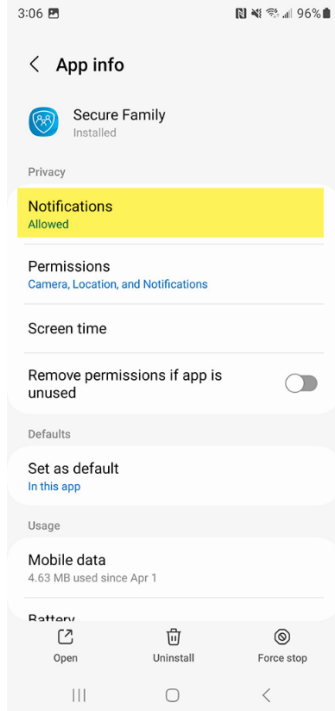 3:06 96%
App info
Secure Family
Installed
Privacy
Notifications
Allowed
Permissions
Camera, Location, and Notifications
Screen time
Remove permissions if app is
unused
Defaults
Set as default
In this app
Usage
Mobile data
4.63 MB used since Apr 1
Battery
Open Uninstall Force stop